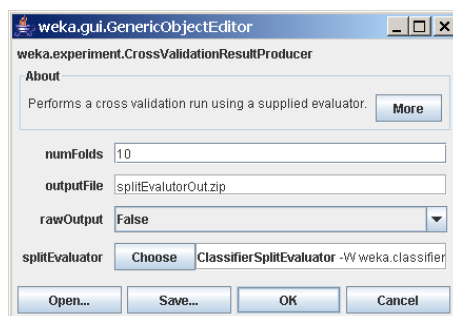 weka.gui.GenericObjectEditor
weka.experiment.CrossValidationResultProducer
About
Performs a cross validation run using a supplied evaluator. More
numFolds 10
outputFile splitEvalutorOut.zip
rawOutput False
splitEvaluator Choose ClassifierSplitEvaluator -W weka.classifier
Open... Save... OK Cancel